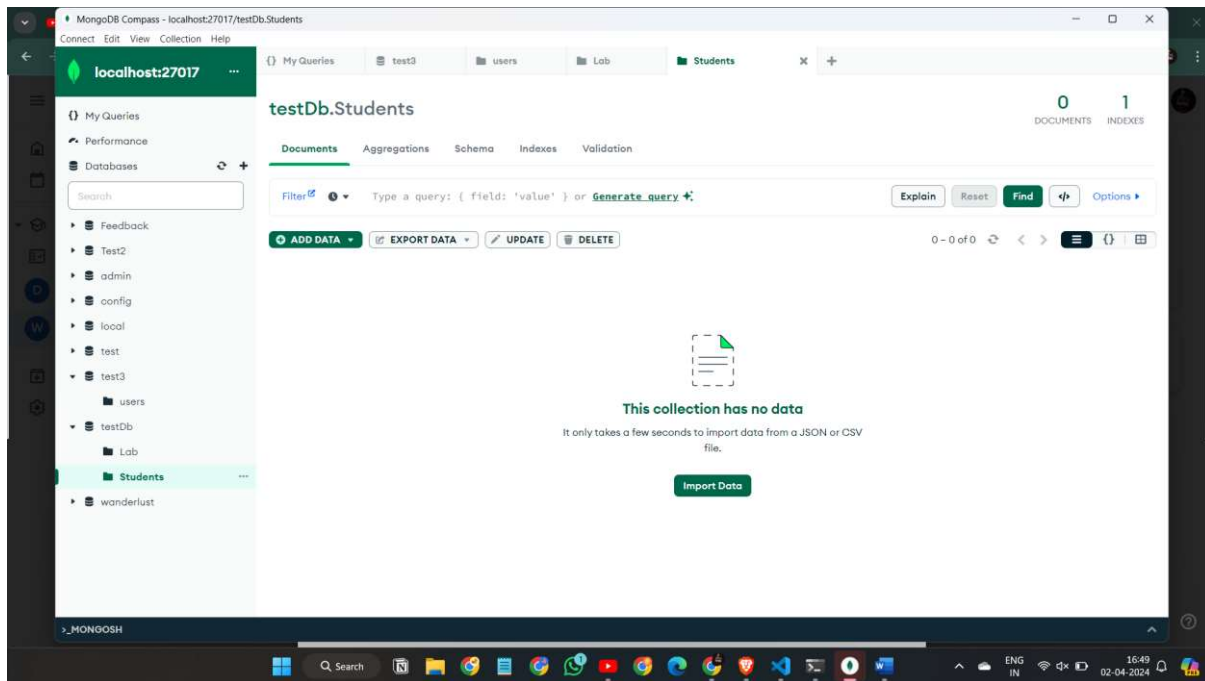 MongoDB Compass - localhost:27017/testDb.Students
Connect Edit View Collection Help
localhost:27017 ...
{} My Queries
Performance
Databases
Search
Feedback
Test2
admin
config
local
test
test3
users
testDb
Lab
Students ...
wanderlust
{} My Queries test3 users Lab Students
testDb.Students
0 DOCUMENTS 1 INDEXES
Documents Aggregations Schema Indexes Validation
Filter Type a query: { field: 'value' } or Generate query Explain Reset Find </> Options
ADD DATA EXPORT DATA UPDATE DELETE 0 – 0 of 0 {}
This collection has no data
It only takes a few seconds to import data from a JSON or CSV
file.
Import Data
>_MONGOSH
D
W
Search ENG IN 16:49 02-04-2024